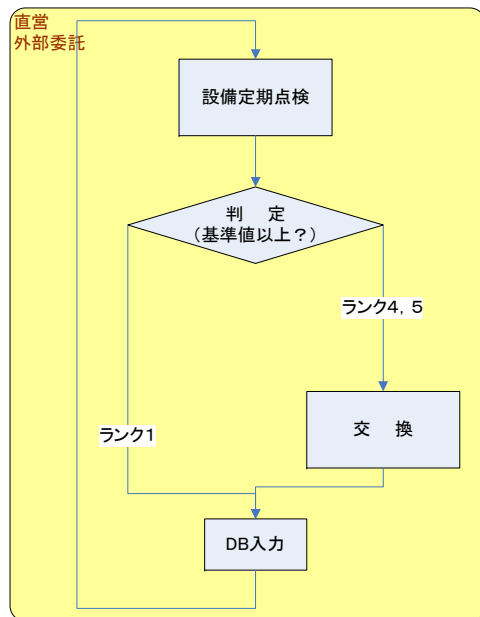 直営
外部委託
設備定期点検
判　定
（基準値以上？）
ランク4，5
ランク1
交　換
DB入力